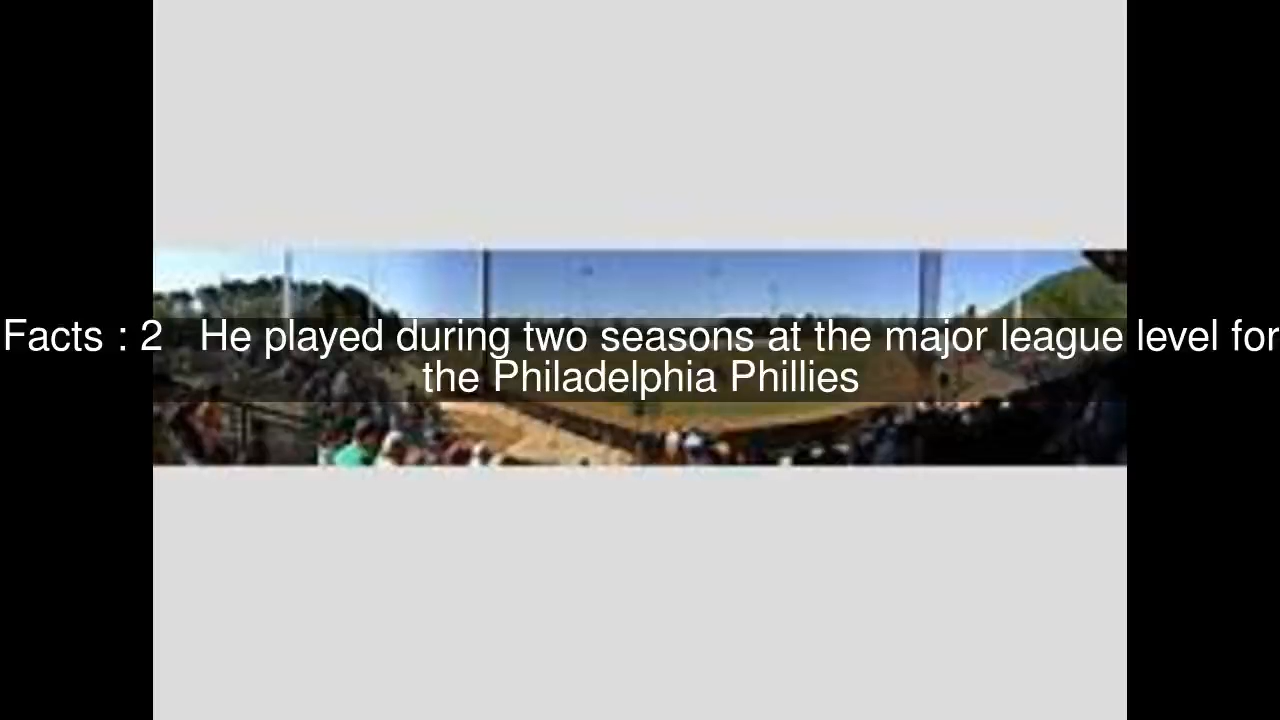 Facts : 2 He played during two seasons at the major league level for
the Philadelphia Phillies